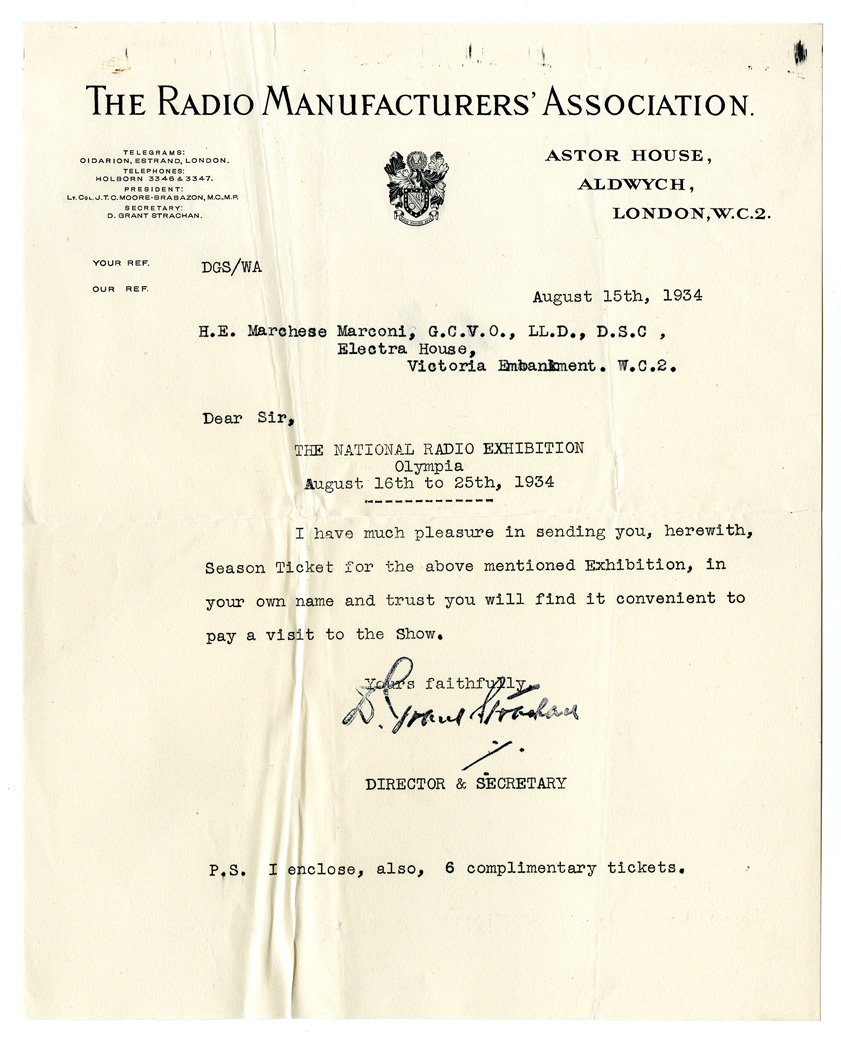 THE RADIO MANUFACTURERS' ASSOCIATION.
TELEGRAMS:
OIDARION, ESTRAND, LONDON.
TELEPHONES:
HOLBORN 3346 & 3347.
PRESIDENT:
LT. COL. J.T.C. MOORE-BRABAZON, M.C., M.P.
SECRETARY:
D. GRANT STRACHAN.
ASTOR HOUSE,
ALDWYCH,
LONDON, W.C.2.
YOUR REF. DGS/WA
OUR REF.
August 15th, 1934
H.E. Marchese Marconi, G.C.V.O., LL.D., D.S.C ,
Electra House,
Victoria Embankment. W.C.2.
Dear Sir,
THE NATIONAL RADIO EXHIBITION
Olympia
August 16th to 25th, 1934
-------------
I have much pleasure in sending you, herewith,
Season Ticket for the above mentioned Exhibition, in
your own name and trust you will find it convenient to
pay a visit to the Show.
Yours faithfully,
D. Grant Strachan
DIRECTOR & SECRETARY
P.S. I enclose, also, 6 complimentary tickets.